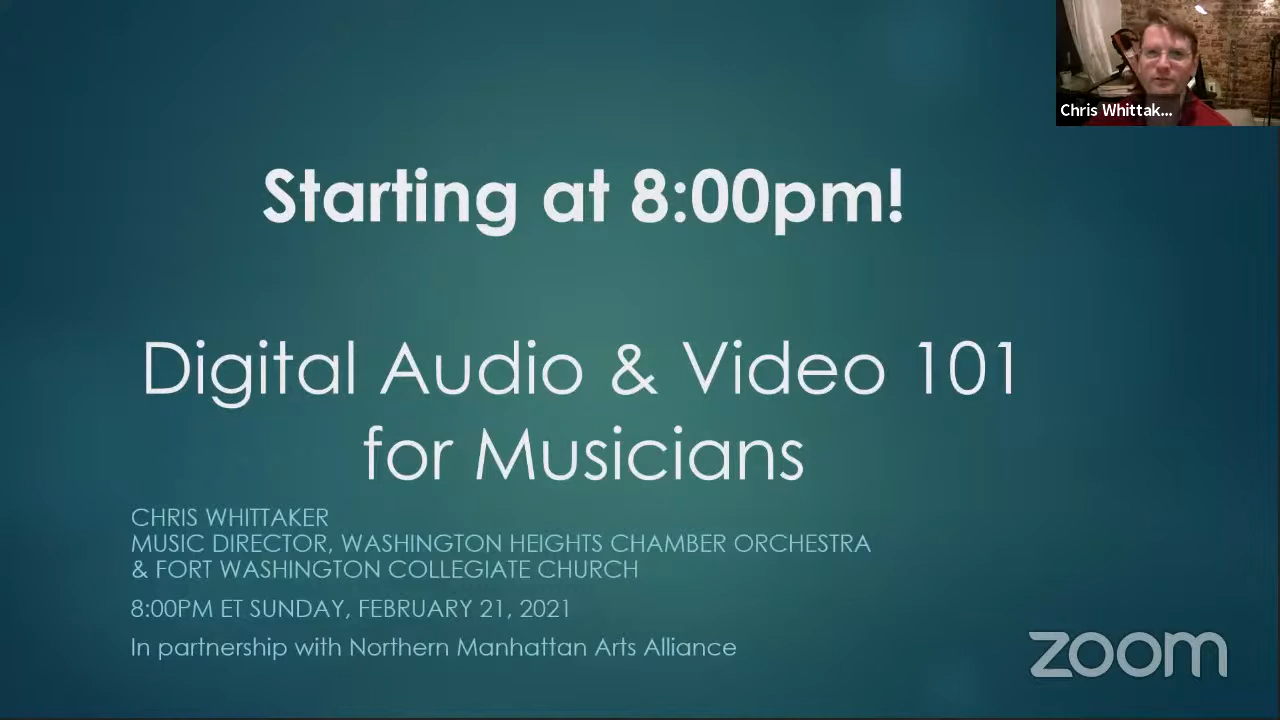 Chris Whittak...
Starting at 8:00pm!
Digital Audio & Video 101
for Musicians
CHRIS WHITTAKER
MUSIC DIRECTOR, WASHINGTON HEIGHTS CHAMBER ORCHESTRA
& FORT WASHINGTON COLLEGIATE CHURCH
8:00PM ET SUNDAY, FEBRUARY 21, 2021
In partnership with Northern Manhattan Arts Alliance
zoom